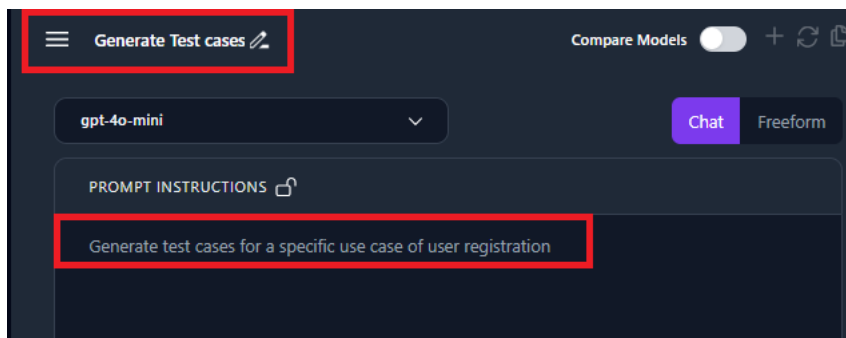 Generate Test cases
Compare Models
gpt-4o-mini
Chat
Freeform
PROMPT INSTRUCTIONS
Generate test cases for a specific use case of user registration